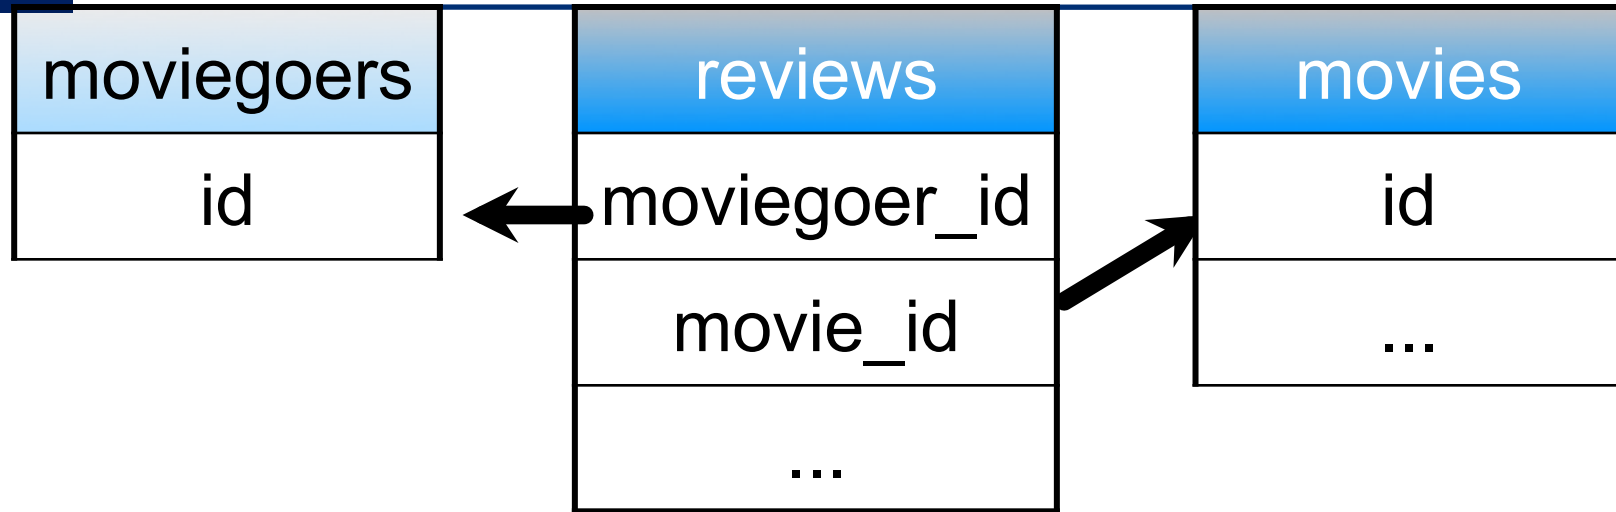 moviegoers
id
reviews
moviegoer_id
movie_id
...
movies
id
...